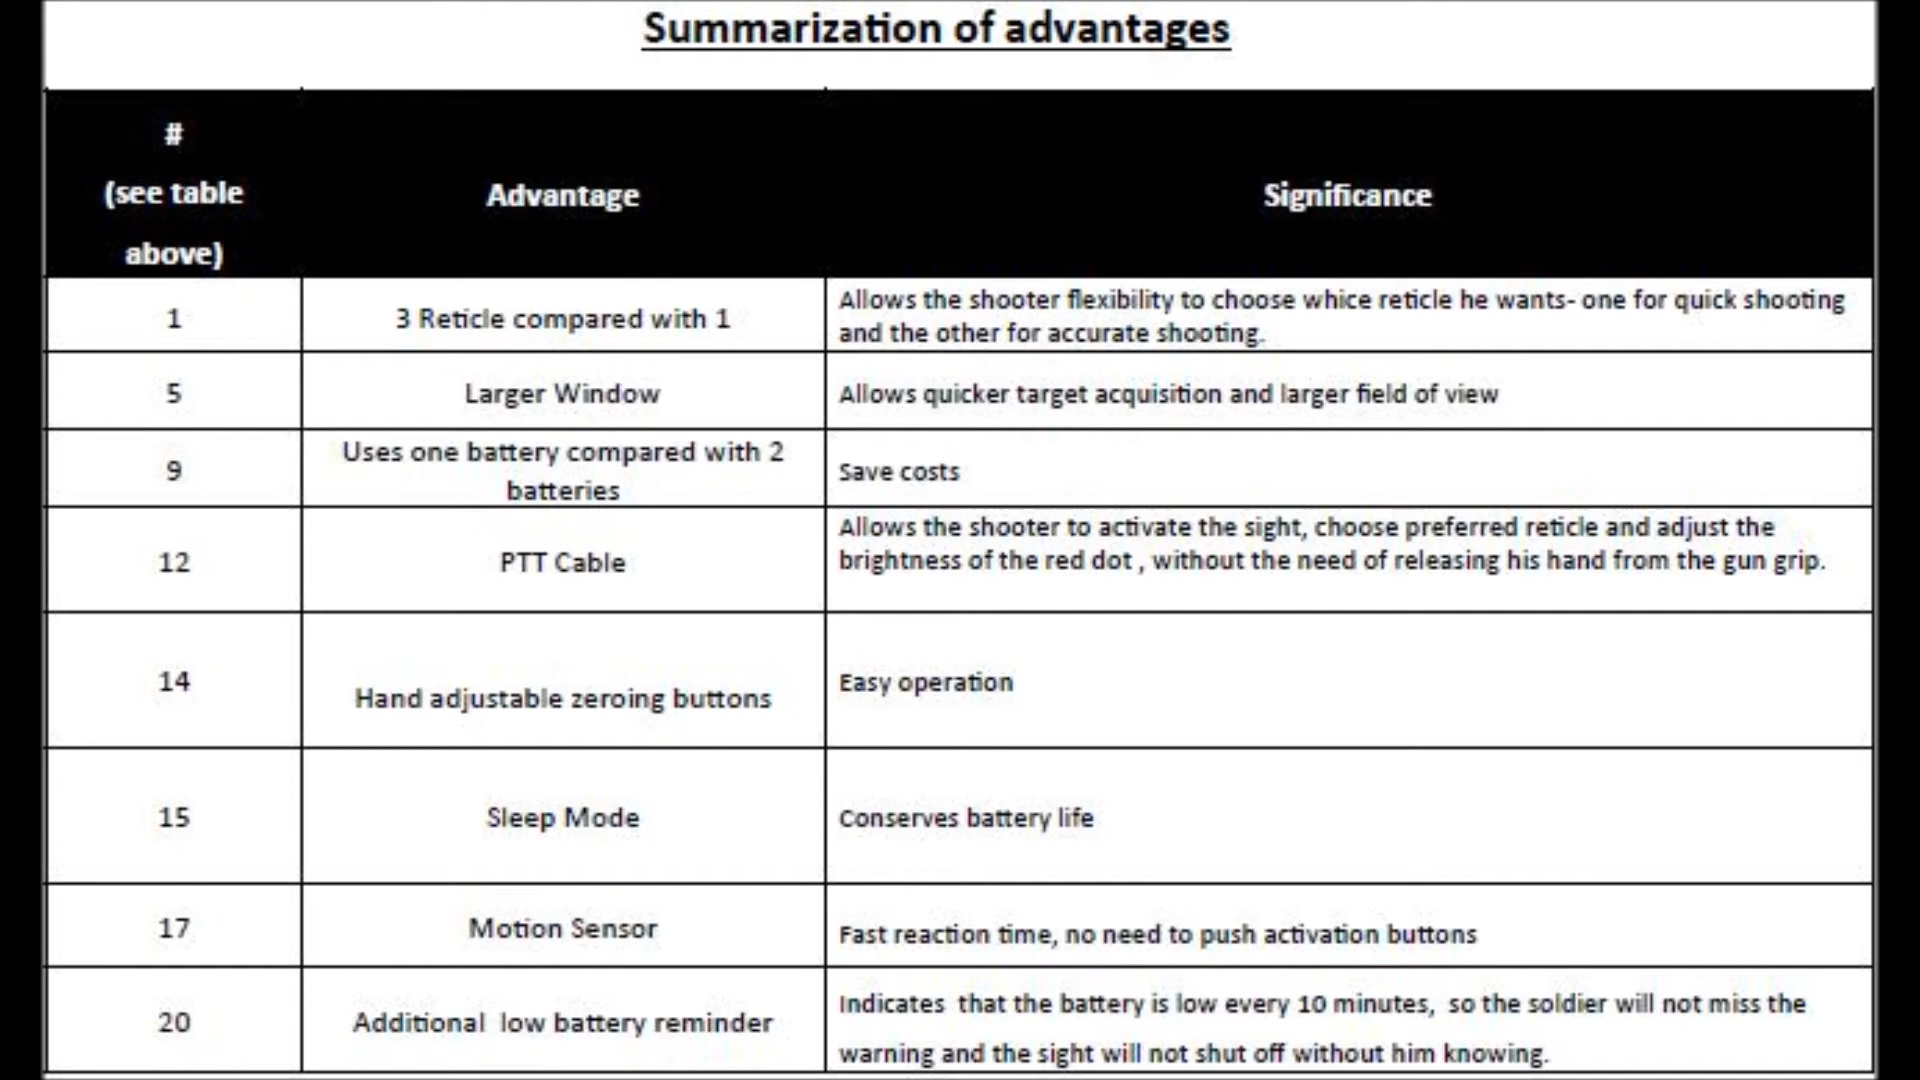 Summarization of advantages
#
(see table
above)
Advantage
Significance
1
3 Reticle compared with 1
Allows the shooter flexibility to choose whice reticle he wants- one for quick shooting
and the other for accurate shooting.
5
Larger Window
Allows quicker target acquisition and larger field of view
9
Uses one battery compared with 2
batteries
Save costs
12
PTT Cable
Allows the shooter to activate the sight, choose preferred reticle and adjust the
brightness of the red dot , without the need of releasing his hand from the gun grip.
14
Hand adjustable zeroing buttons
Easy operation
15
Sleep Mode
Conserves battery life
17
Motion Sensor
Fast reaction time, no need to push activation buttons
20
Additional  low battery reminder
Indicates  that the battery is low every 10 minutes,  so the soldier will not miss the
warning and the sight will not shut off without him knowing.